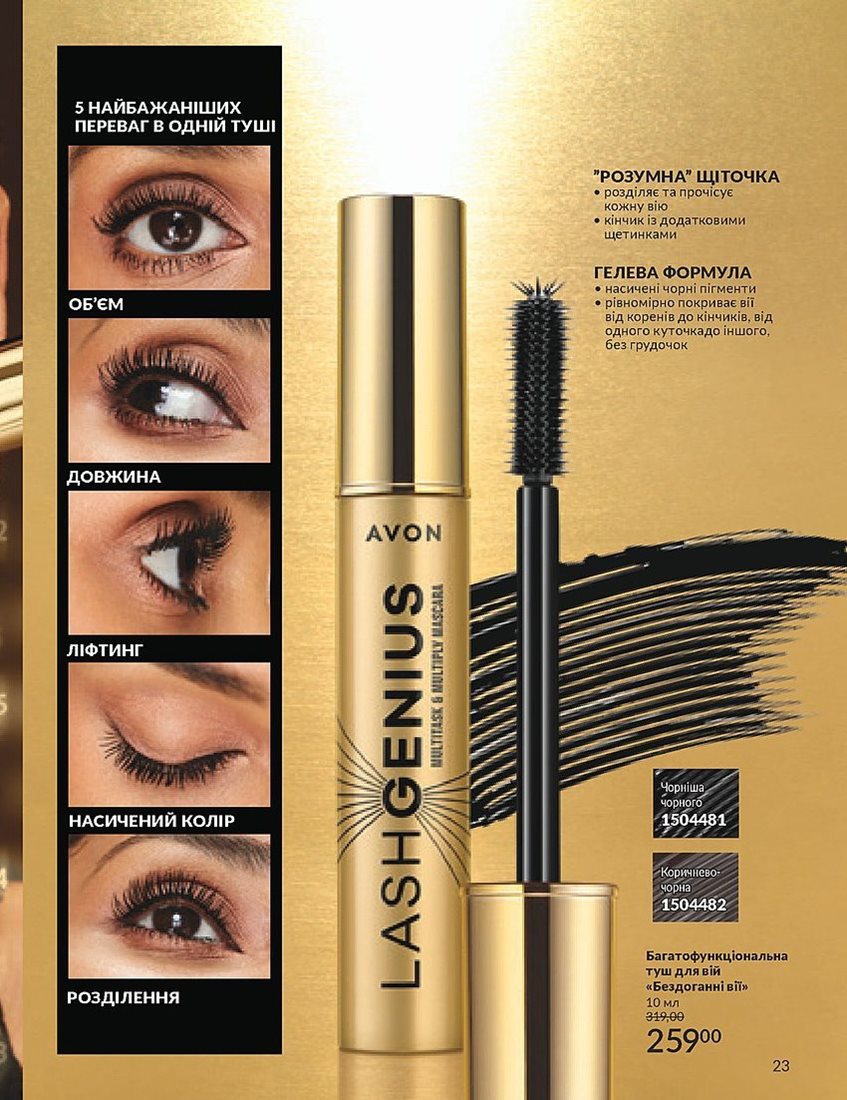 5 НАЙБАЖАНІШИХ
ПЕРЕВАГ В ОДНІЙ ТУШІ
ОБ'ЄМ
ДОВЖИНА
ЛІФТИНГ
НАСИЧЕНИЙ КОЛІР
РОЗДІЛЕННЯ
AVON
LASHGENIUS
MULTITASK & MULTIPLY MASCARA
”РОЗУМНА” ЩІТОЧКА
• розділяє та прочісує
кожну вію
• кінчик із додатковими
щетинками
ГЕЛЕВА ФОРМУЛА
• насичені чорні пігменти
• рівномірно покриває вії
від коренів до кінчиків, від
одного куточкадо іншого,
без грудочок
Чорніша
чорного
1504481
Коричнево-
чорна
1504482
Багатофункціональна
туш для вій
«Бездоганні вії»
10 мл
319,00
25900
23